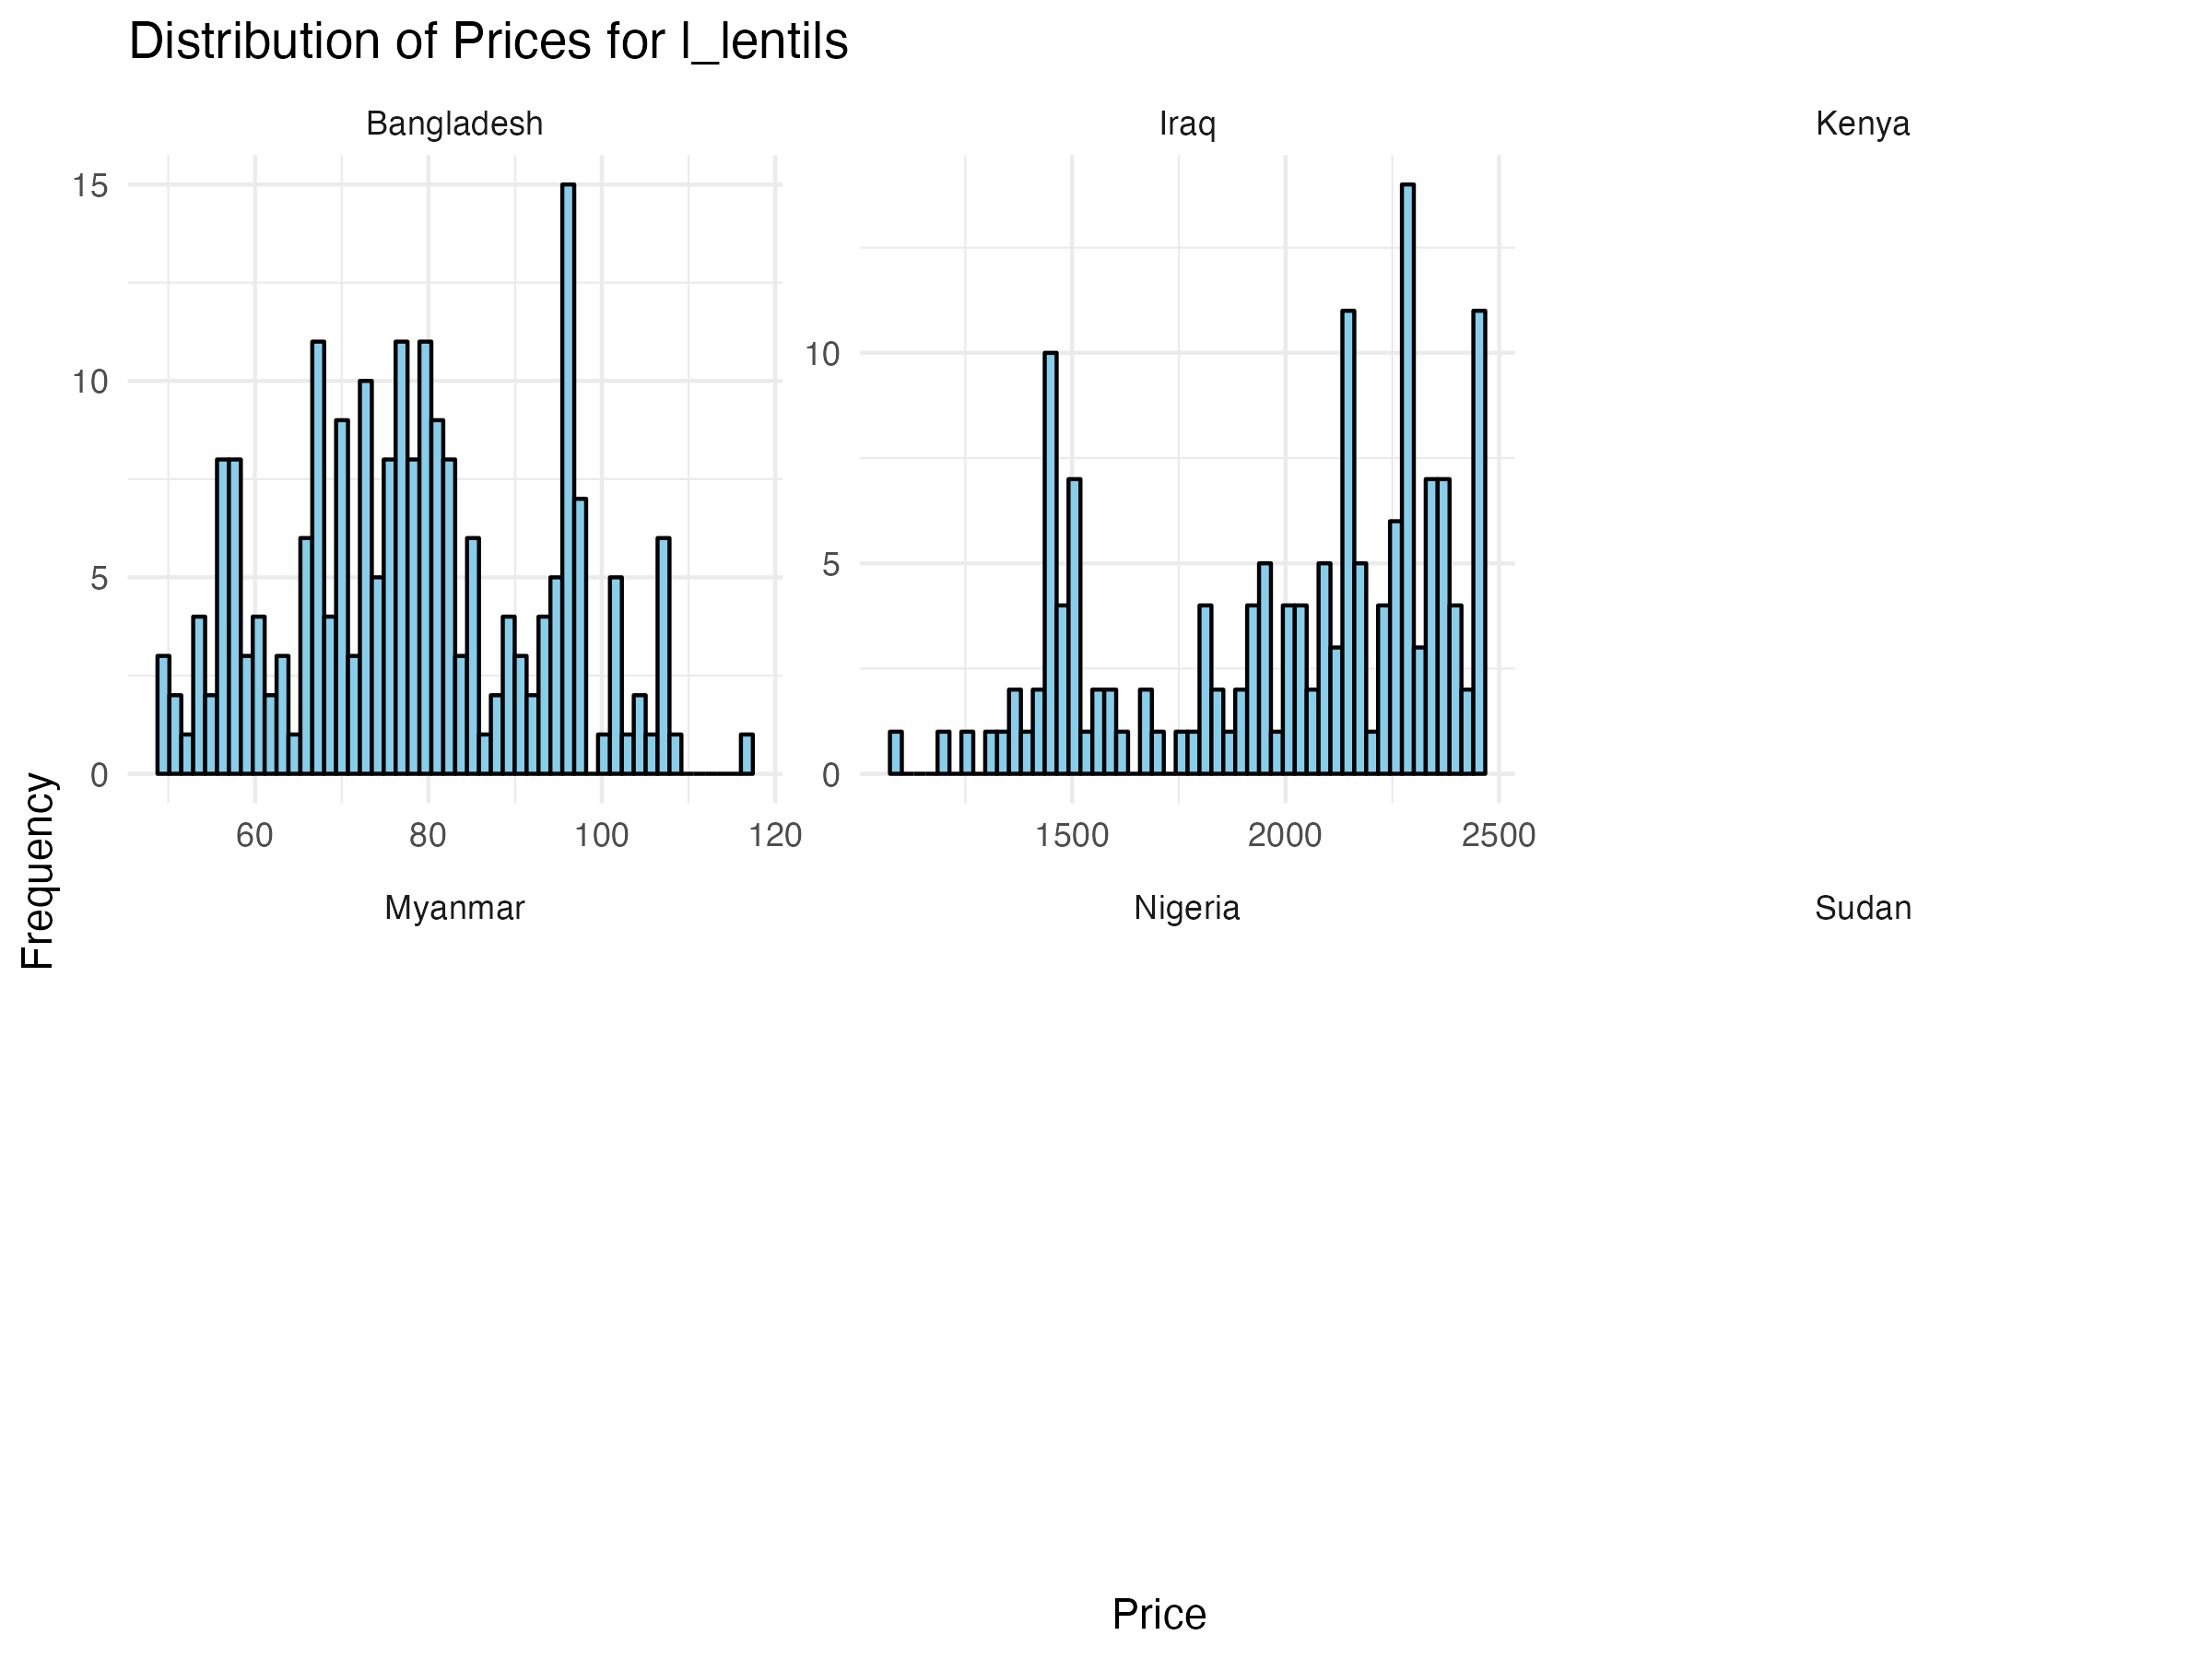 Distribution of Prices for l_lentils
Bangladesh
Iraq
Kenya
15
10
5
0
10
5
0
60 80 100 120
1500 2000 2500
Myanmar
Nigeria
Sudan
Frequency
Price